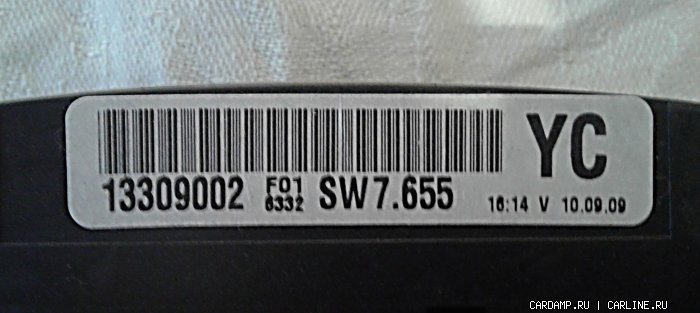 YC
13309002 F01 6332 SW7.655 16:14 V 10.09.09
CARDAMP.RU | CARLINE.RU